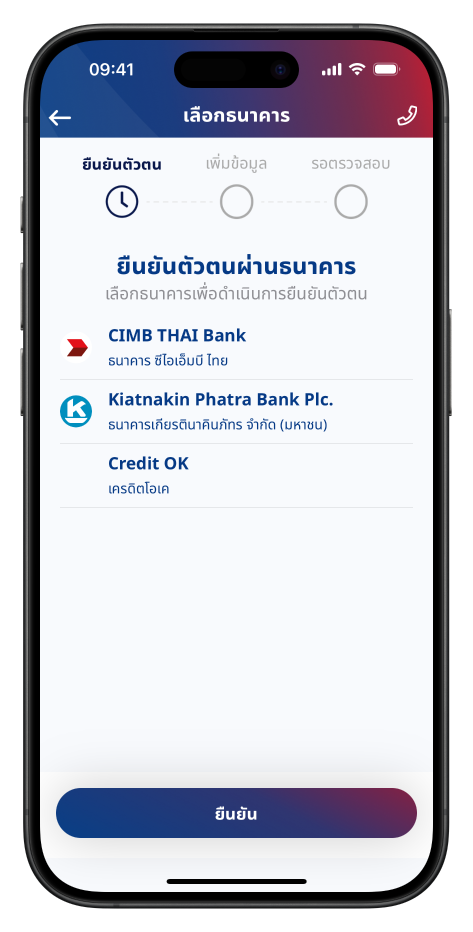 09:41
เลือกธนาคาร
ยืนยันตัวตน เพิ่มข้อมูล รอตรวจสอบ
ยืนยันตัวตนผ่านธนาคาร
เลือกธนาคารเพื่อดำเนินการยืนยันตัวตน
CIMB THAI Bank
ธนาคาร ซีไอเอ็มบี ไทย
Kiatnakin Phatra Bank Plc.
ธนาคารเกียรตินาคินภัทร จำกัด (มหาชน)
Credit OK
เครดิตโอเค
ยืนยัน